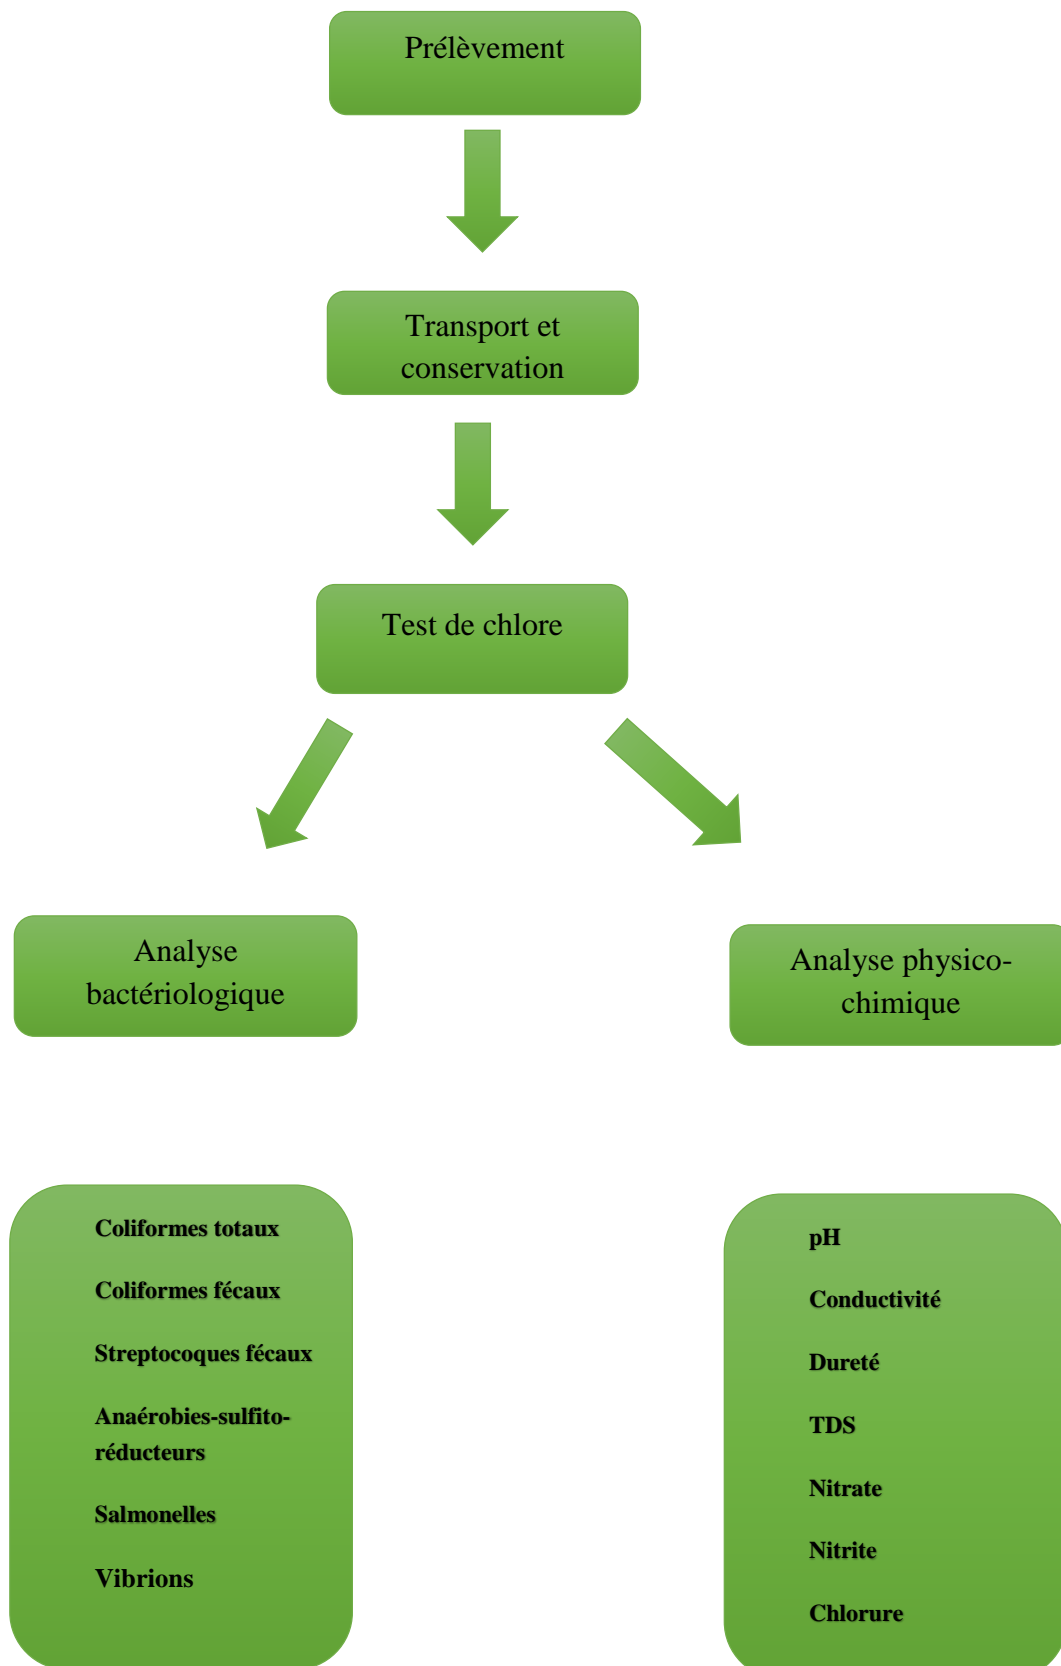 Prélèvement
Transport et
conservation
Test de chlore
Analyse
bactériologique
Analyse physico-
chimique
Coliformes totaux
Coliformes fécaux
Streptocoques fécaux
Anaérobies-sulfito-
réducteurs
Salmonelles
Vibrions
pH
Conductivité
Dureté
TDS
Nitrate
Nitrite
Chlorure